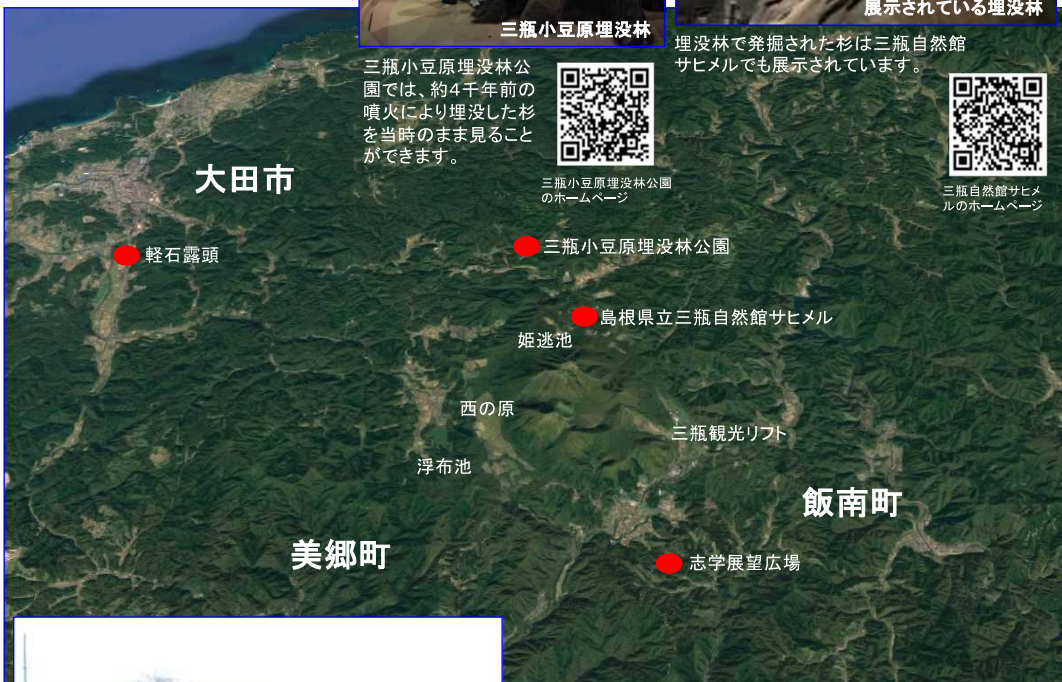 三瓶小豆原埋没林
展示されている埋没林
三瓶小豆原埋没林公
園では、約4千年前の
噴火により埋没した杉
を当時のまま見ること
ができます。
三瓶小豆原埋没林公園
のホームページ
埋没林で発掘された杉は三瓶自然館
サヒメルでも展示されています。
三瓶自然館サヒメ
ルのホームページ
大田市
軽石露頭
三瓶小豆原埋没林公園
島根県立三瓶自然館サヒメル
姫逃池
西の原
三瓶観光リフト
浮布池
飯南町
美郷町
志学展望広場